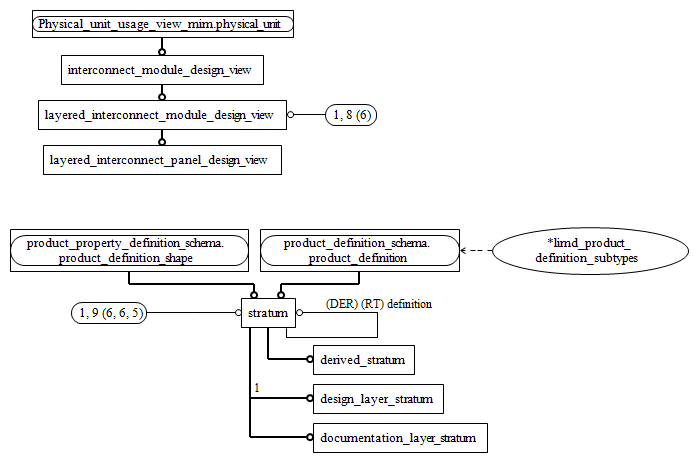 Physical_unit_usage_view_mim.physical_unit
interconnect_module_design_view
layered_interconnect_module_design_view
1, 8 (6)
layered_interconnect_panel_design_view
product_property_definition_schema.
product_definition_shape
product_definition_schema.
product_definition
*limd_product_
definition_subtypes
1, 9 (6, 6, 5)
stratum
(DER) (RT) definition
derived_stratum
1
design_layer_stratum
documentation_layer_stratum